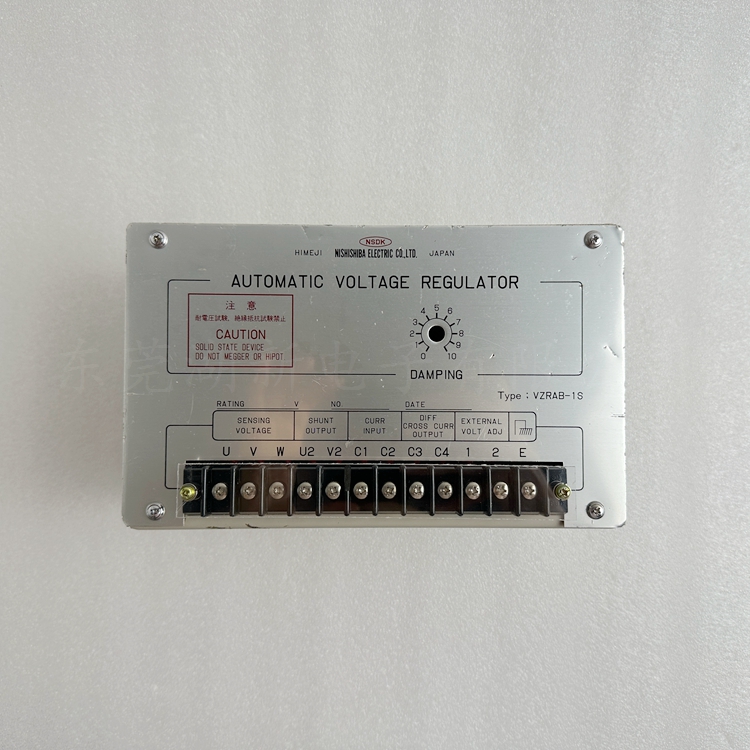 NSDK
HIMEJI NISHISHIBA ELECTRIC CO.,LTD. JAPAN
AUTOMATIC VOLTAGE REGULATOR
注 意
耐電圧試験、絶縁抵抗試験禁止
CAUTION
SOLID STATE DEVICE
DO NOT MEGGER OR HIPOT.
0 1 2 3 4 5 6 7 8 9 10
DAMPING
Type : VZRAB-1S
RATING V NO. DATE
SENSING VOLTAGE
SHUNT OUTPUT
CURR INPUT
DIFF CROSS CURR OUTPUT
EXTERNAL VOLT ADJ
U V W U2 V2 C1 C2 C3 C4 1 2 E